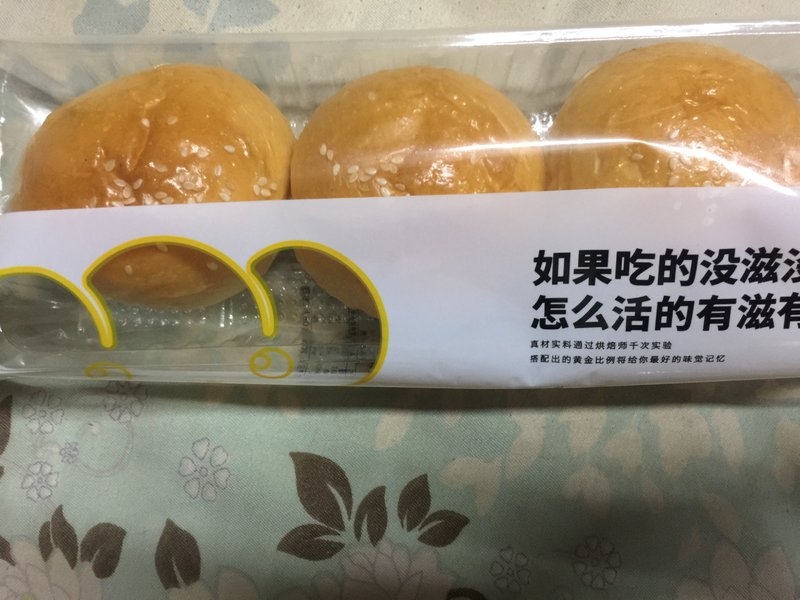 如果吃的没滋没
怎么活的有滋有
真材实料通过烘焙师千次实验
搭配出的黄金比例将给你最好的味觉记忆